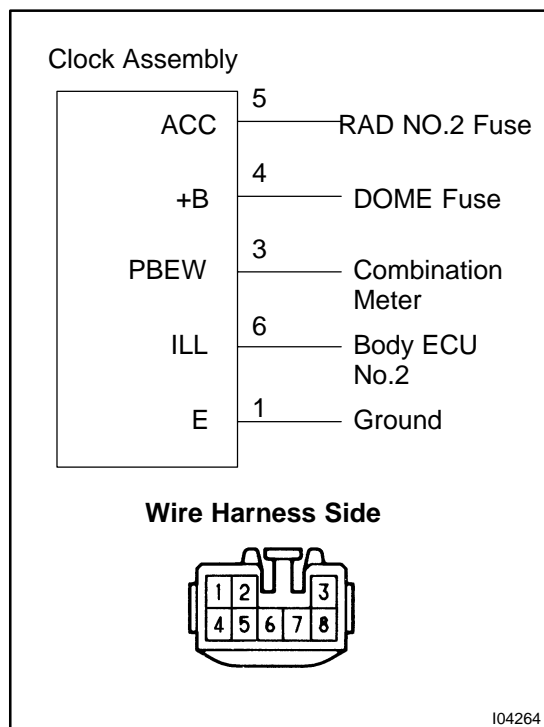 Clock Assembly
ACC
5
RAD NO.2 Fuse
+B
4
DOME Fuse
PBEW
3
Combination
Meter
ILL
6
Body ECU
No.2
E
1
Ground
Wire Harness Side
1 2 3
4 5 6 7 8
I04264